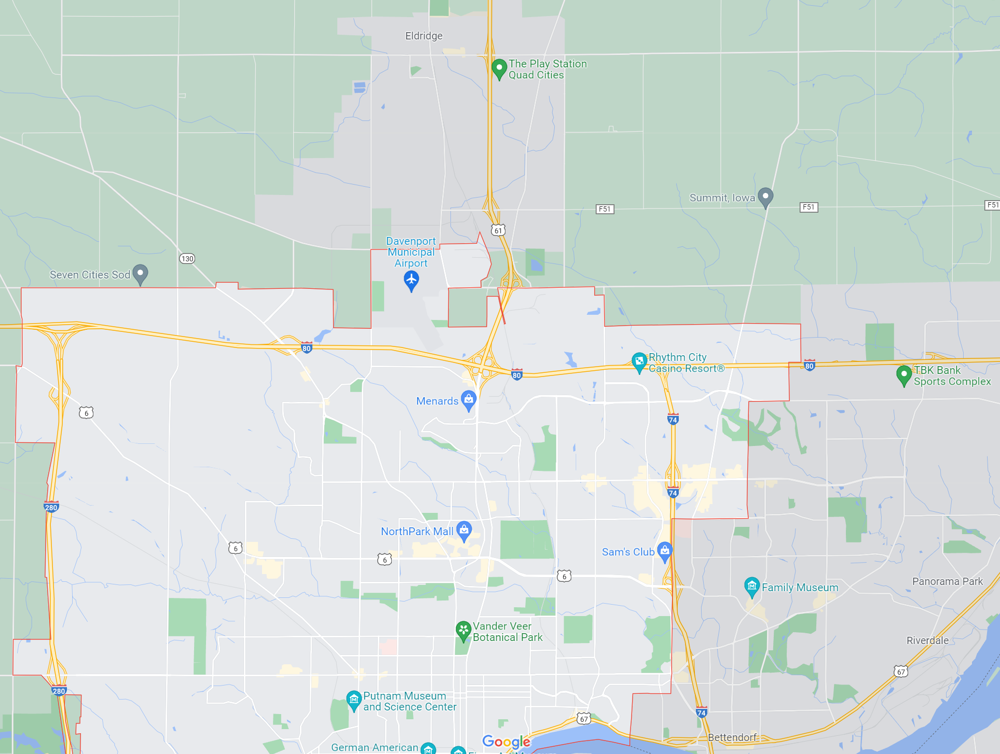 Eldridge
The Play Station
Quad Cities
Summit, Iowa
F51
F51
F51
61
Davenport
Municipal
Airport
130
Seven Cities Sod
80
80
80
Rhythm City
Casino Resort®
TBK Bank
Sports Complex
Menards
6
74
74
280
NorthPark Mall
6
6
Sam's Club
6
Panorama Park
Family Museum
Vander Veer
Botanical Park
Riverdale
67
280
Putnam Museum
and Science Center
74
67
Bettendorf
Google
German American